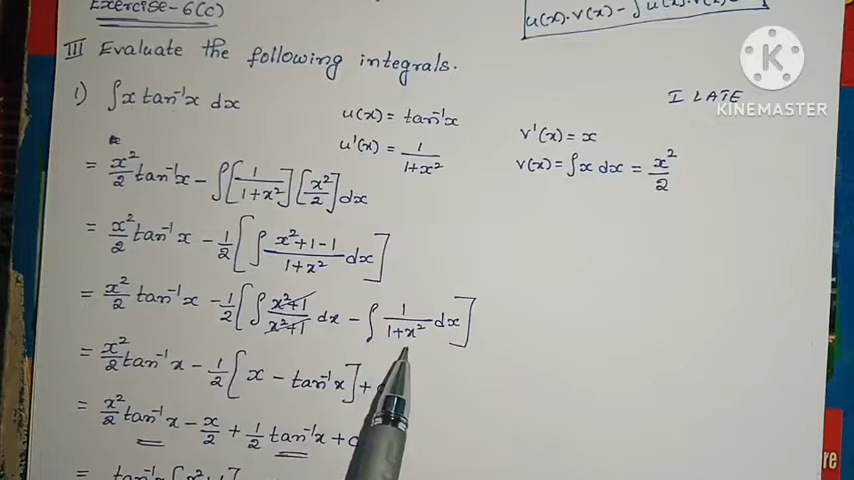 Exercise-6(c)
u(x).v(x) - ∫u'(x).v(x)
III Evaluate the following integrals.
1) ∫x tan⁻¹x dx
I LATE
KINEMASTER
u(x) = tan⁻¹x
v'(x) = x
u'(x) = 1/(1+x²)
v(x) = ∫x dx = x²/2
= x²/2 tan⁻¹x - ∫[1/(1+x²)][x²/2]dx
= x²/2 tan⁻¹x - 1/2[∫(x²+1-1)/(1+x²) dx]
= x²/2 tan⁻¹x - 1/2[∫(x²+1)/(x²+1) dx - ∫1/(1+x²) dx]
= x²/2 tan⁻¹x - 1/2[x - tan⁻¹x] +
= x²/2 tan⁻¹x - x/2 + 1/2 tan⁻¹x + c
= tan⁻¹x